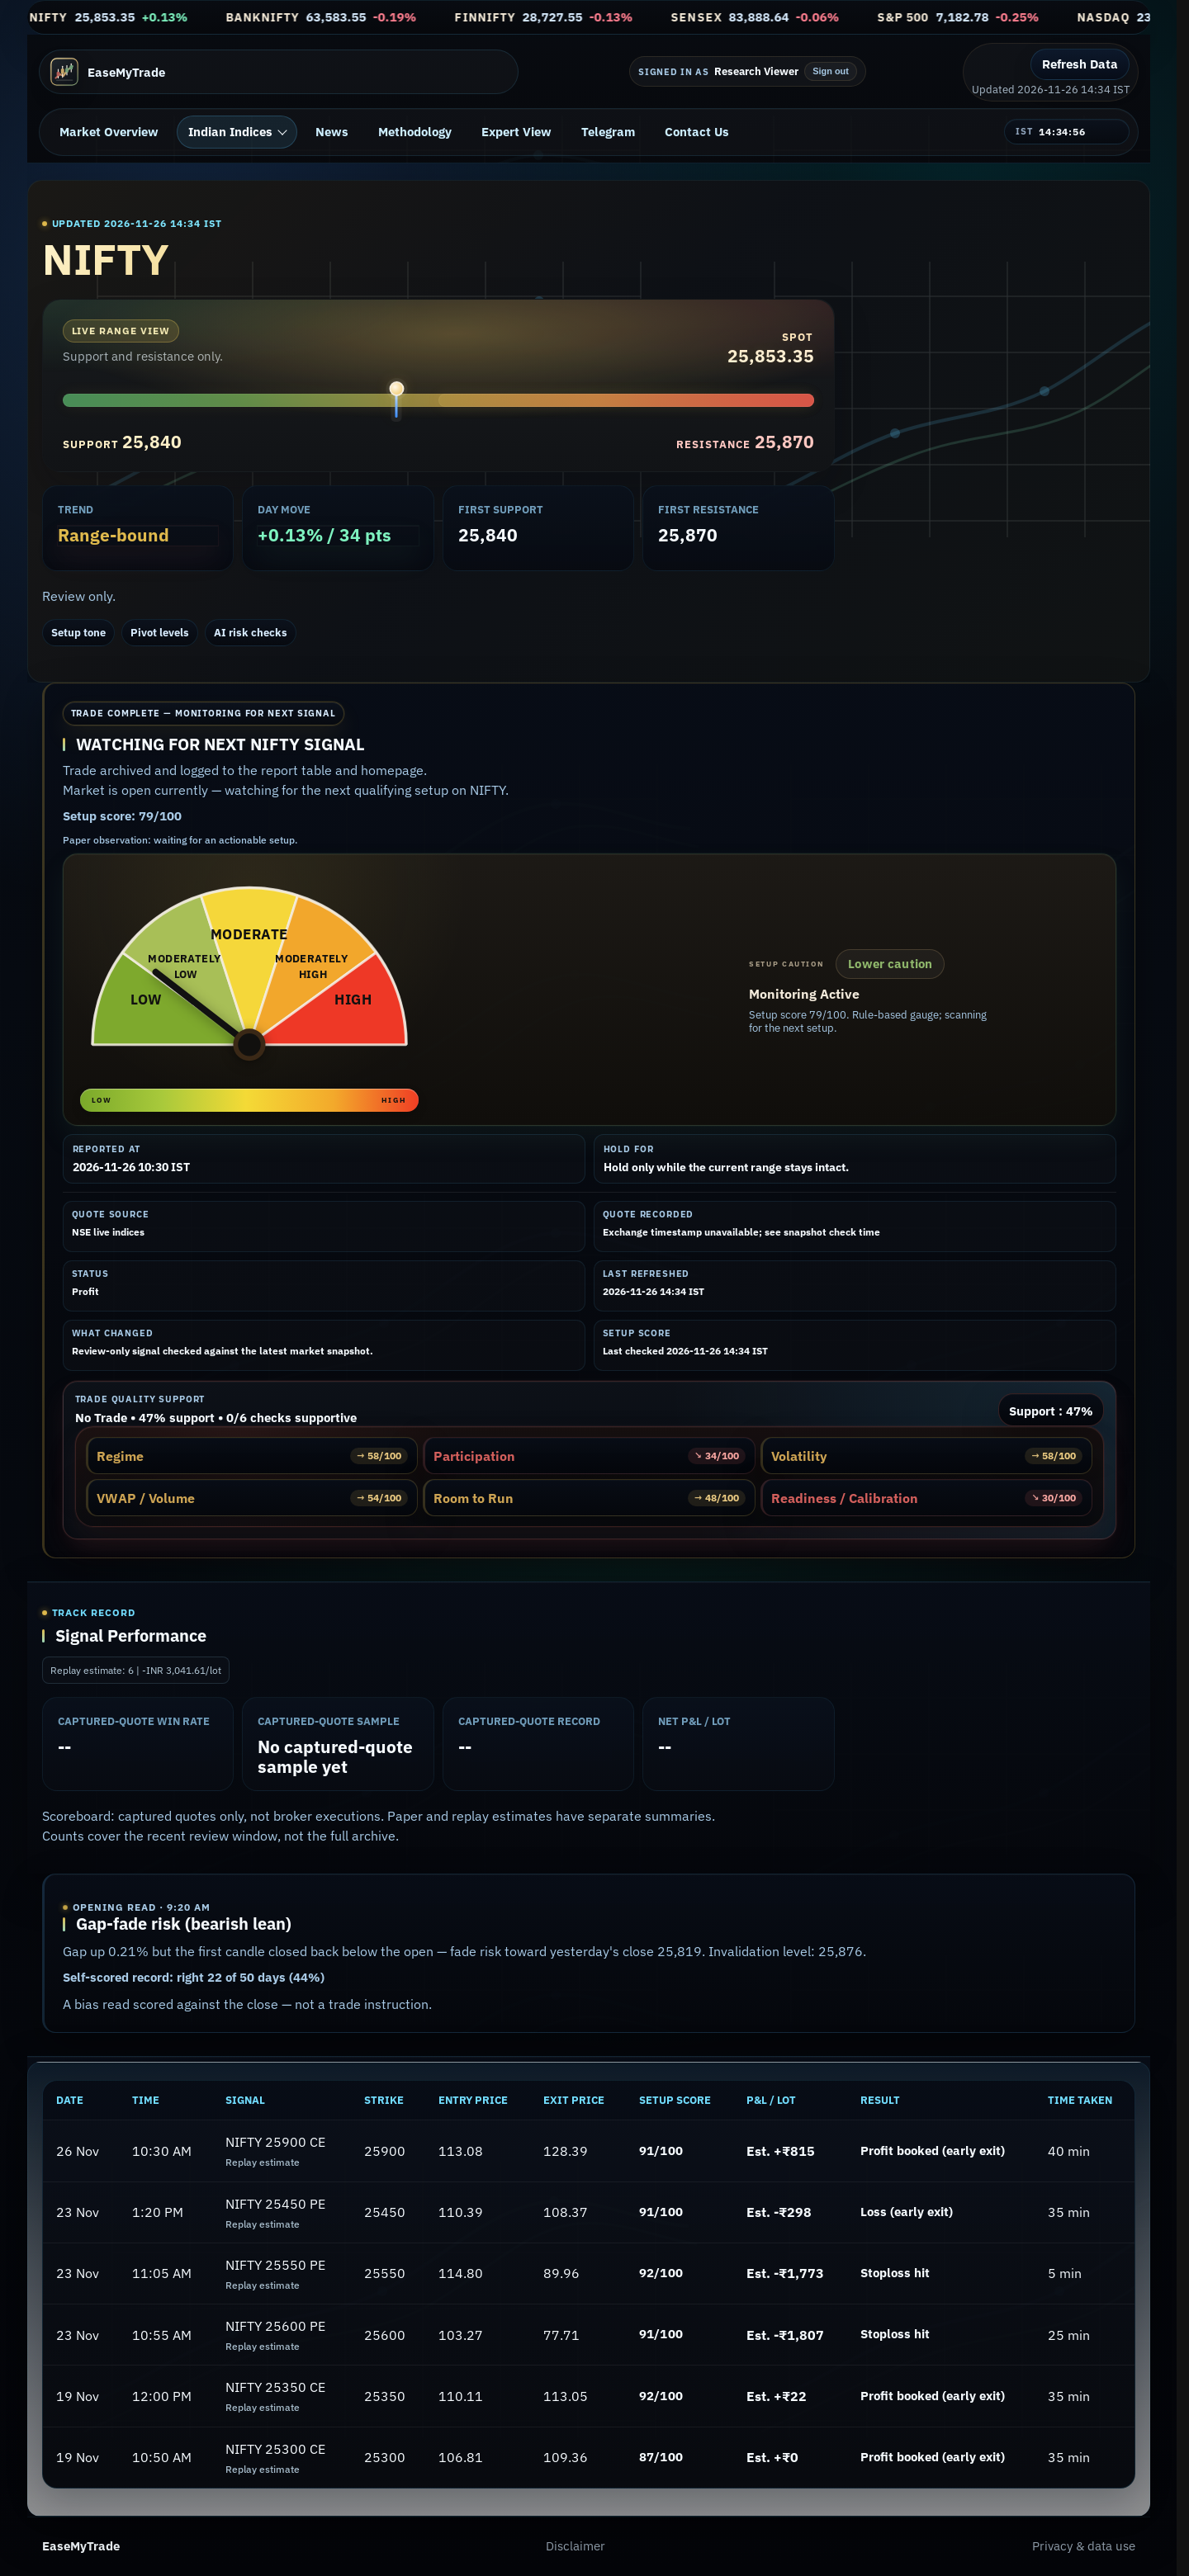 NIFTY 25,853.35 +0.13% BANKNIFTY 63,583.55 -0.19% FINNIFTY 28,727.55 -0.13% SENSEX 83,888.64 -0.06% S&P 500 7,182.78 -0.25% NASDAQ 23
EaseMyTrade
SIGNED IN AS Research Viewer Sign out
Refresh Data
Updated 2026-11-26 14:34 IST
Market Overview Indian Indices News Methodology Expert View Telegram Contact Us
IST 14:34:56
UPDATED 2026-11-26 14:34 IST
NIFTY
LIVE RANGE VIEW
Support and resistance only.
SPOT
25,853.35
SUPPORT 25,840
RESISTANCE 25,870
TREND
Range-bound
DAY MOVE
+0.13% / 34 pts
FIRST SUPPORT
25,840
FIRST RESISTANCE
25,870
Review only.
Setup tone Pivot levels AI risk checks
TRADE COMPLETE — MONITORING FOR NEXT SIGNAL
WATCHING FOR NEXT NIFTY SIGNAL
Trade archived and logged to the report table and homepage.
Market is open currently — watching for the next qualifying setup on NIFTY.
Setup score: 79/100
Paper observation: waiting for an actionable setup.
LOW
MODERATELY
LOW
MODERATE
MODERATELY
HIGH
HIGH
LOW HIGH
SETUP CAUTION Lower caution
Monitoring Active
Setup score 79/100. Rule-based gauge; scanning
for the next setup.
REPORTED AT
2026-11-26 10:30 IST
HOLD FOR
Hold only while the current range stays intact.
QUOTE SOURCE
NSE live indices
QUOTE RECORDED
Exchange timestamp unavailable; see snapshot check time
STATUS
Profit
LAST REFRESHED
2026-11-26 14:34 IST
WHAT CHANGED
Review-only signal checked against the latest market snapshot.
SETUP SCORE
Last checked 2026-11-26 14:34 IST
TRADE QUALITY SUPPORT
No Trade • 47% support • 0/6 checks supportive
Support : 47%
Regime → 58/100
Participation ↘ 34/100
Volatility → 58/100
VWAP / Volume → 54/100
Room to Run → 48/100
Readiness / Calibration ↘ 30/100
TRACK RECORD
Signal Performance
Replay estimate: 6 | -INR 3,041.61/lot
CAPTURED-QUOTE WIN RATE
--
CAPTURED-QUOTE SAMPLE
No captured-quote
sample yet
CAPTURED-QUOTE RECORD
--
NET P&L / LOT
--
Scoreboard: captured quotes only, not broker executions. Paper and replay estimates have separate summaries.
Counts cover the recent review window, not the full archive.
OPENING READ · 9:20 AM
Gap-fade risk (bearish lean)
Gap up 0.21% but the first candle closed back below the open — fade risk toward yesterday's close 25,819. Invalidation level: 25,876.
Self-scored record: right 22 of 50 days (44%)
A bias read scored against the close — not a trade instruction.
DATE TIME SIGNAL STRIKE ENTRY PRICE EXIT PRICE SETUP SCORE P&L / LOT RESULT TIME TAKEN
26 Nov 10:30 AM NIFTY 25900 CE 25900 113.08 128.39 91/100 Est. +₹815 Profit booked (early exit) 40 min
Replay estimate
23 Nov 1:20 PM NIFTY 25450 PE 25450 110.39 108.37 91/100 Est. -₹298 Loss (early exit) 35 min
Replay estimate
23 Nov 11:05 AM NIFTY 25550 PE 25550 114.80 89.96 92/100 Est. -₹1,773 Stoploss hit 5 min
Replay estimate
23 Nov 10:55 AM NIFTY 25600 PE 25600 103.27 77.71 91/100 Est. -₹1,807 Stoploss hit 25 min
Replay estimate
19 Nov 12:00 PM NIFTY 25350 CE 25350 110.11 113.05 92/100 Est. +₹22 Profit booked (early exit) 35 min
Replay estimate
19 Nov 10:50 AM NIFTY 25300 CE 25300 106.81 109.36 87/100 Est. +₹0 Profit booked (early exit) 35 min
Replay estimate
EaseMyTrade Disclaimer Privacy & data use